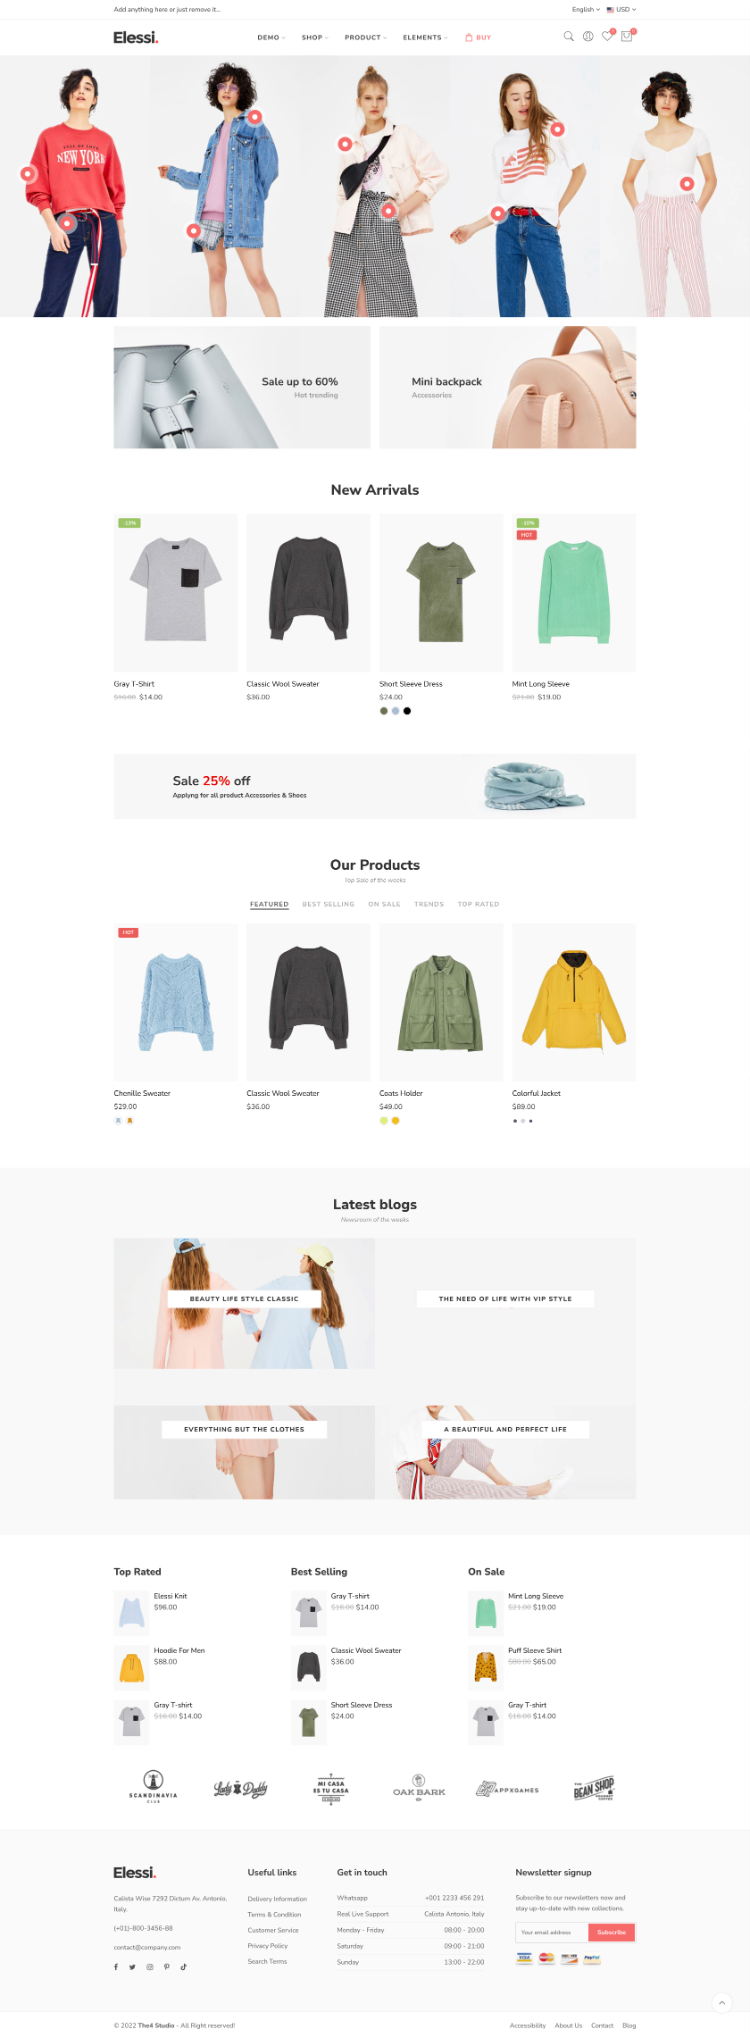 Add anything here or just remove it...
English
USD
Elessi.
DEMO
SHOP
PRODUCT
ELEMENTS
BUY
0
0
NEW YORK
Sale up to 60%
Hot trending
Mini backpack
Accessories
New Arrivals
HOT
Gray T-Shirt
$16.00 $14.00
Classic Wool Sweater
$36.00
Short Sleeve Dress
$24.00
Mint Long Sleeve
$21.00 $19.00
Sale 25% off
Applyng for all product Accessories & Shoes
Our Products
Top Sale of the weeks
FEATURED
BEST SELLING
ON SALE
TRENDS
TOP RATED
HOT
Chenille Sweater
$29.00
Classic Wool Sweater
$36.00
Coats Holder
$49.00
Colorful Jacket
$89.00
Latest blogs
Newsroom of the weeks
BEAUTY LIFE STYLE CLASSIC
THE NEED OF LIFE WITH VIP STYLE
EVERYTHING BUT THE CLOTHES
A BEAUTIFUL AND PERFECT LIFE
Top Rated
Elessi Knit
$96.00
Hoodie For Men
$88.00
Gray T-shirt
$16.00 $14.00
Best Selling
Gray T-shirt
$16.00 $14.00
Classic Wool Sweater
$36.00
Short Sleeve Dress
$24.00
On Sale
Mint Long Sleeve
$21.00 $19.00
Puff Sleeve Shirt
$80.00 $65.00
Gray T-shirt
$16.00 $14.00
SCANDINAVIA
CLUB
Lady Daddy
MI CASA
ES TU CASA
OAK BARK
APPXGAMES
THE
BEAN SHOP
Elessi.
Calista Wise 7292 Dictum Av. Antonio,
Italy.
(+01)-800-3456-88
contact@company.com
Useful links
Delivery Information
Terms & Condition
Customer Service
Privacy Policy
Search Terms
Get in touch
Whatsapp +001 2233 456 291
Real Live Support Calista Antonio, Italy
Monday - Friday 08:00 - 20:00
Saturday 09:00 - 21:00
Sunday 13:00 - 22:00
Newsletter signup
Subscribe to our newsletters now and
stay up-to-date with new collections.
Your email address
Subscribe
VISA
PayPal
© 2022 The4 Studio - All Right reserved!
Accessibility
About Us
Contact
Blog